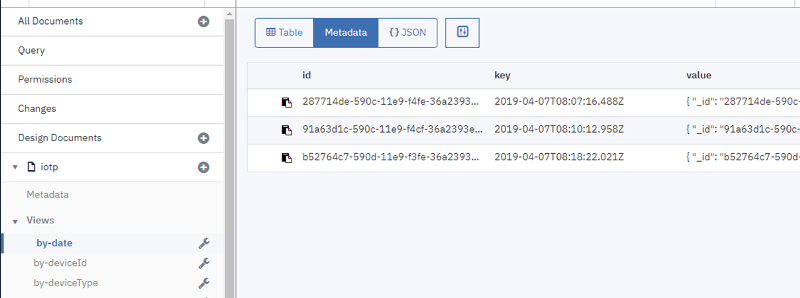 All Documents
Query
Permissions
Changes
Design Documents
iotp
Metadata
Views
by-date
by-deviceId
by-deviceType
Table Metadata {} JSON
id key value
287714de-590c-11e9-f4fe-36a2393... 2019-04-07T08:07:16.488Z { "_id": "287714de-590c-
91a63d1c-590c-11e9-f4cf-36a2393e... 2019-04-07T08:10:12.958Z { "_id": "91a63d1c-590c-
b52764c7-590d-11e9-f3fe-36a2393... 2019-04-07T08:18:22.021Z { "_id": "b52764c7-590d-